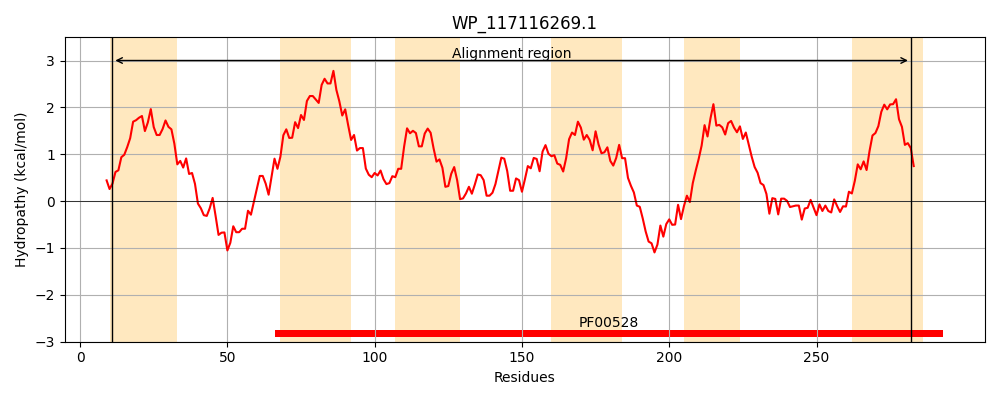 WP_117116269.1
Hydropathy (kcal/mol)
3
2
1
0
−1
−2
−3
Alignment region
PF00528
0
50
100
150
200
250
Residues